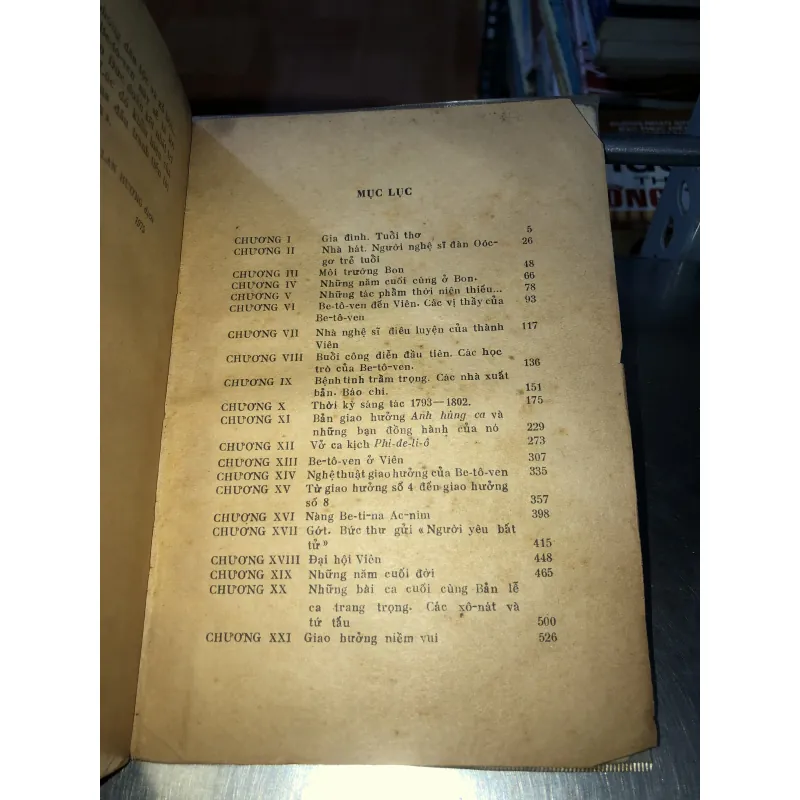 MỤC LỤC
CHƯƠNG I Gia đình. Tuổi thơ 5
CHƯƠNG II Nhà hát. Người nghệ sĩ đàn Oóc-
gơ trẻ tuổi 26
CHƯƠNG III Môi trường Bon 48
CHƯƠNG IV Những năm cuối cùng ở Bon. 66
CHƯƠNG V Những tác phẩm thời niện thiếu... 78
CHƯƠNG VI Be-tô-ven đến Viên. Các vị thầy của 93
Be-tô-ven
CHƯƠNG VII Nhà nghệ sĩ điêu luyện của thành 117
Viên
CHƯƠNG VIII Buổi công diễn đầu tiên. Các học
trò của Be-tô-ven. 136
CHƯƠNG IX Bệnh tình trầm trọng. Các nhà xuất
bản. Báo chí. 151
CHƯƠNG X Thời kỳ sáng tác 1793—1802. 175
CHƯƠNG XI Bản giao hưởng Anh hùng ca và
những bạn đồng hành của nó 229
CHƯƠNG XII Vở ca kịch Phi-đe-li-ô 273
CHƯƠNG XIII Be-tô-ven ở Viên 307
CHƯƠNG XIV Nghệ thuật giao hưởng của Be-tô-ven 335
CHƯƠNG XV Từ giao hưởng số 4 đến giao hưởng
số 8 357
CHƯƠNG XVI Nàng Be-ti-na Ac-nim 398
CHƯƠNG XVII Gớt. Bức thư gửi «Người yêu bất
tử» 415
CHƯƠNG XVIII Đại hội Viên 448
CHƯƠNG XIX Những năm cuối đời 465
CHƯƠNG XX Những bài ca cuối cùng Bản lễ
ca trang trọng. Các xô-nát và
tứ tấu 500
CHƯƠNG XXI Giao hưởng niềm vui 526